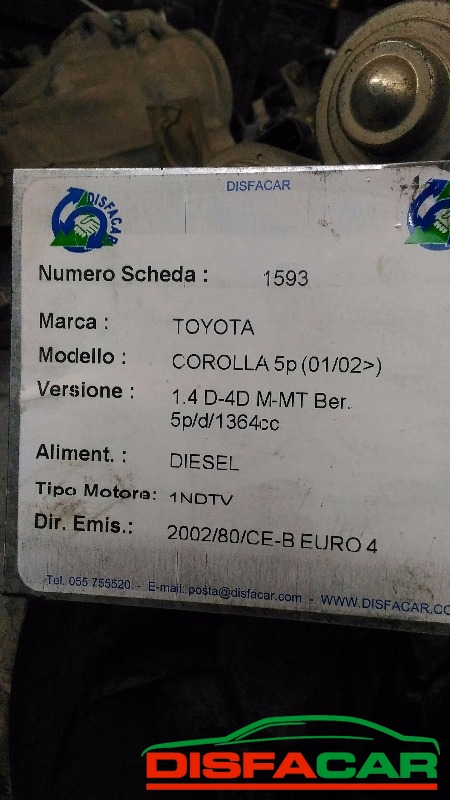 DISFACAR
DISFACAR
Numero Scheda : 1593
Marca : TOYOTA
Modello : COROLLA 5p (01/02>)
Versione : 1.4 D-4D M-MT Ber.
5p/d/1364cc
Aliment. : DIESEL
Tipo Motore: 1NDTV
Dir. Emis.: 2002/80/CE-B EURO 4
Tel. 055 755520 - E-mail: posta@disfacar.com - WWW.DISFACAR.CO
DISFACAR